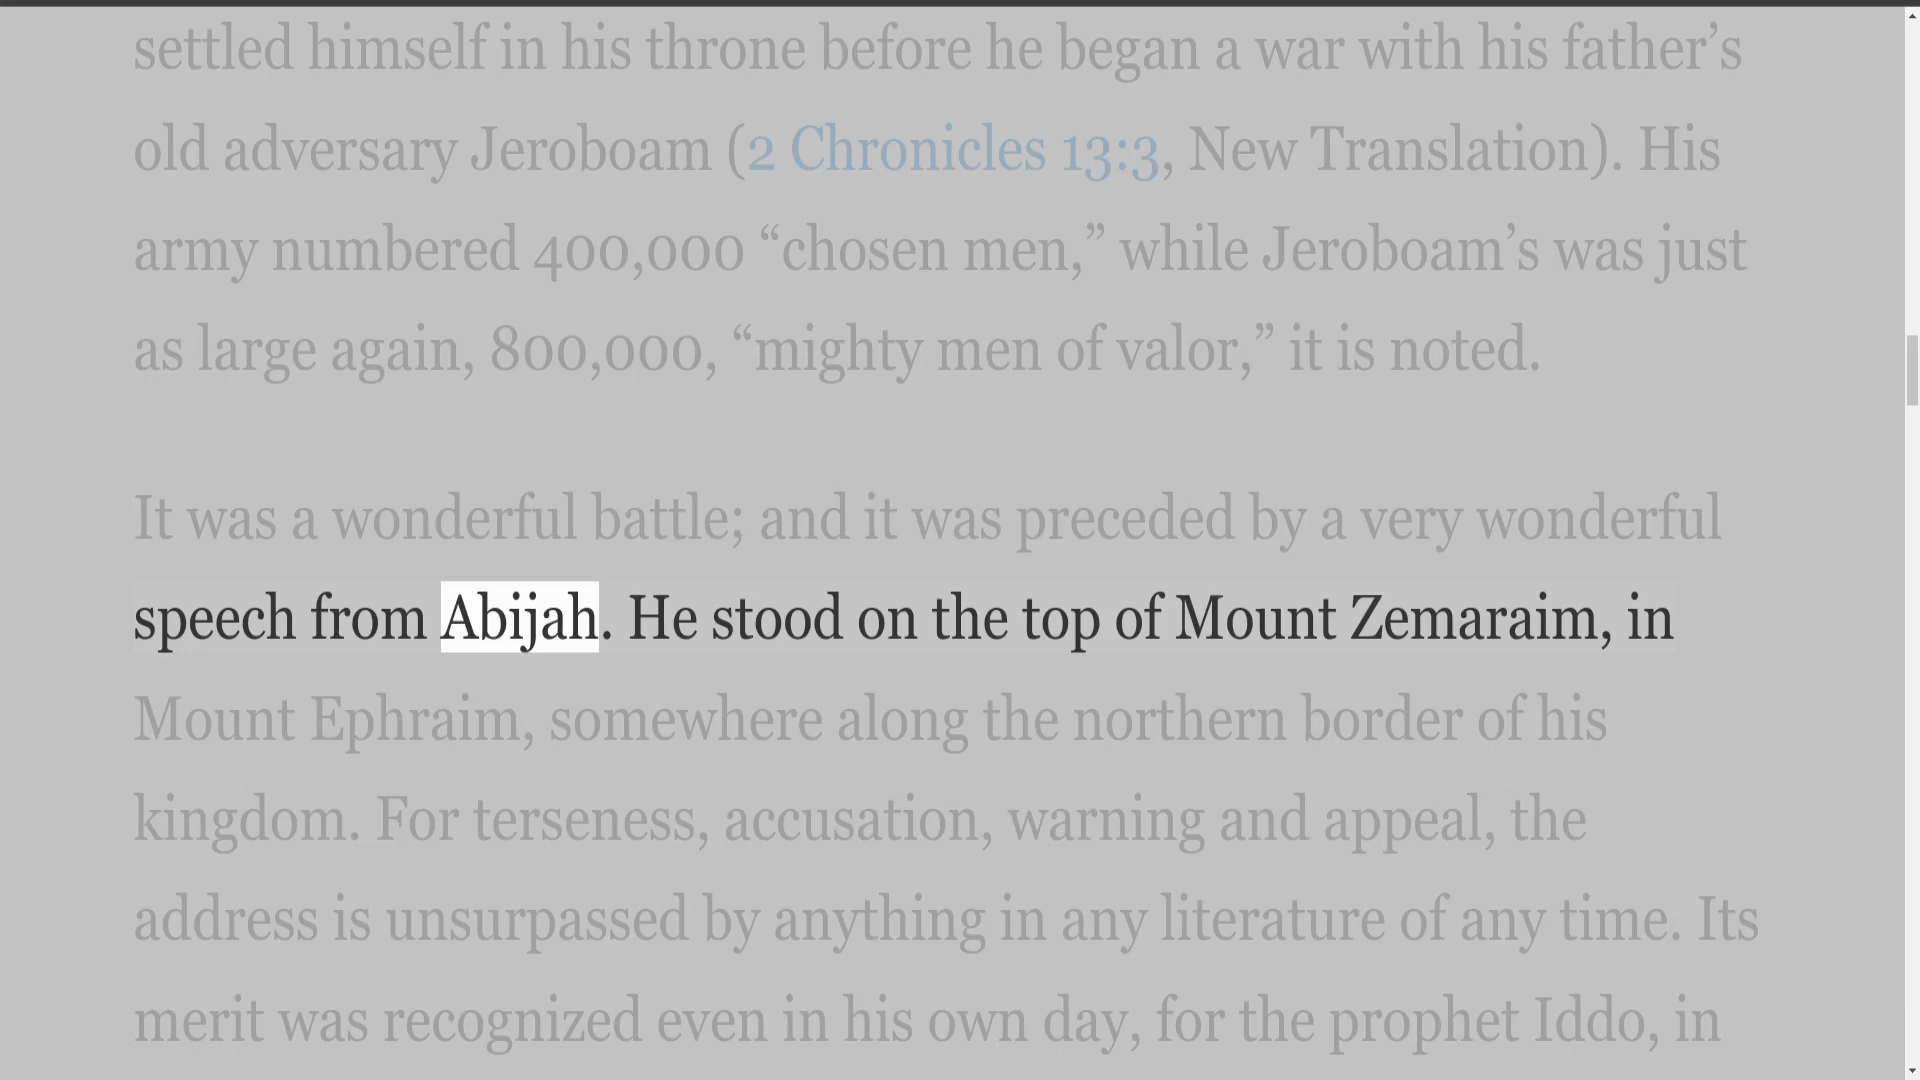 settled himself in his throne before he began a war with his father’s
old adversary Jeroboam (2 Chronicles 13:3, New Translation). His
army numbered 400,000 “chosen men,” while Jeroboam’s was just
as large again, 800,000, “mighty men of valor,” it is noted.
It was a wonderful battle; and it was preceded by a very wonderful
speech from Abijah. He stood on the top of Mount Zemaraim, in
Mount Ephraim, somewhere along the northern border of his
kingdom. For terseness, accusation, warning and appeal, the
address is unsurpassed by anything in any literature of any time. Its
merit was recognized even in his own day, for the prophet Iddo, in